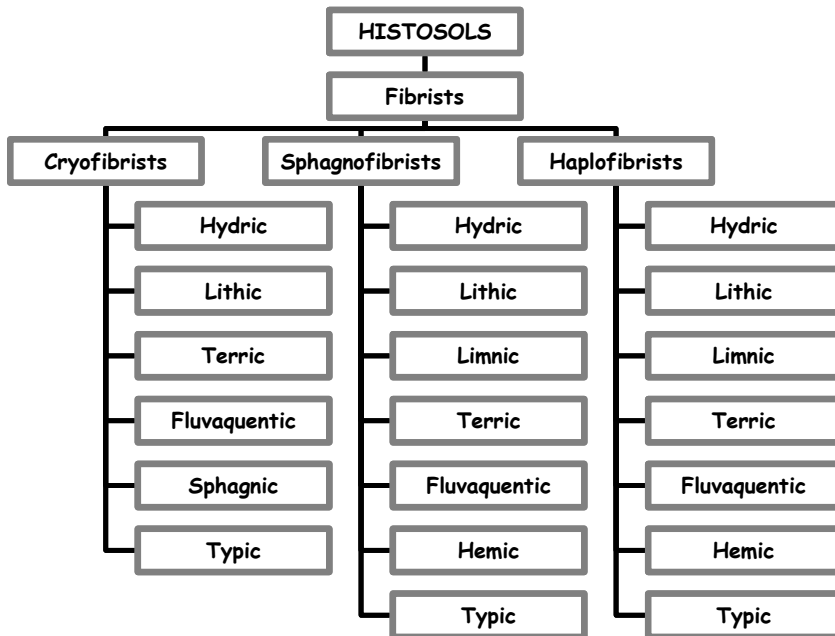 HISTOSOLS
Fibrists
Cryofibrists
Sphagnofibrists
Haplofibrists
Hydric
Lithic
Terric
Fluvaquentic
Sphagnic
Typic
Hydric
Lithic
Limnic
Terric
Fluvaquentic
Hemic
Typic
Hydric
Lithic
Limnic
Terric
Fluvaquentic
Hemic
Typic